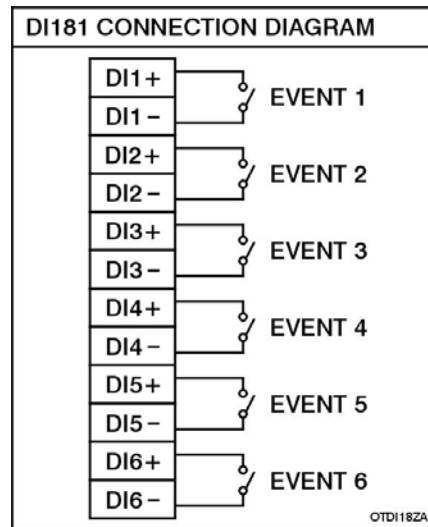 DI181 CONNECTION DIAGRAM
DI1+
EVENT 1
DI1-
DI2+
EVENT 2
DI2-
DI3+
EVENT 3
DI3-
DI4+
EVENT 4
DI4-
DI5+
EVENT 5
DI5-
DI6+
EVENT 6
DI6-
OTDI18ZA